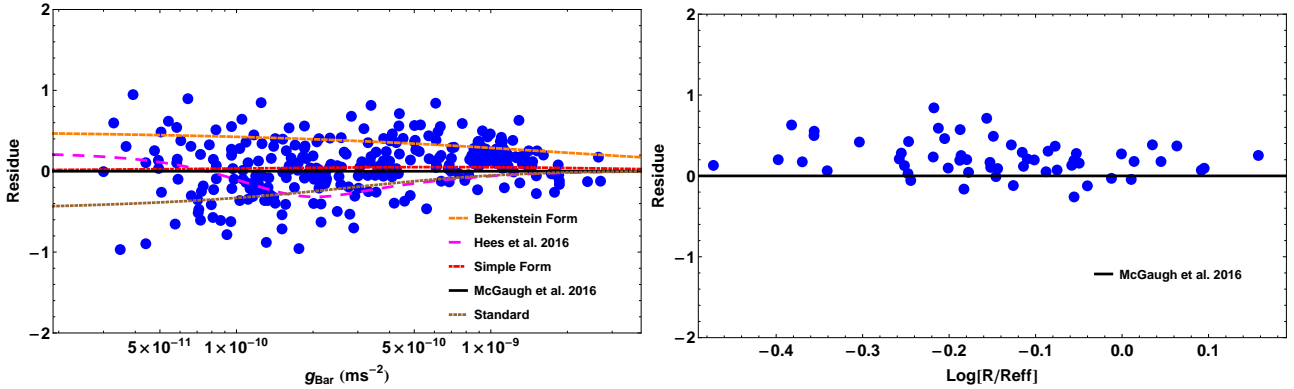 2
1
0
−1
−2
Residue
5×10⁻¹¹ 1×10⁻¹⁰ 5×10⁻¹⁰ 1×10⁻⁹
gBar (ms⁻²)
Bekenstein Form
Hees et al. 2016
Simple Form
McGaugh et al. 2016
Standard
2
1
0
1
−2
Residue
−0.4 −0.3 −0.2 −0.1 0.0 0.1
Log[R/Reff]
McGaugh et al. 2016